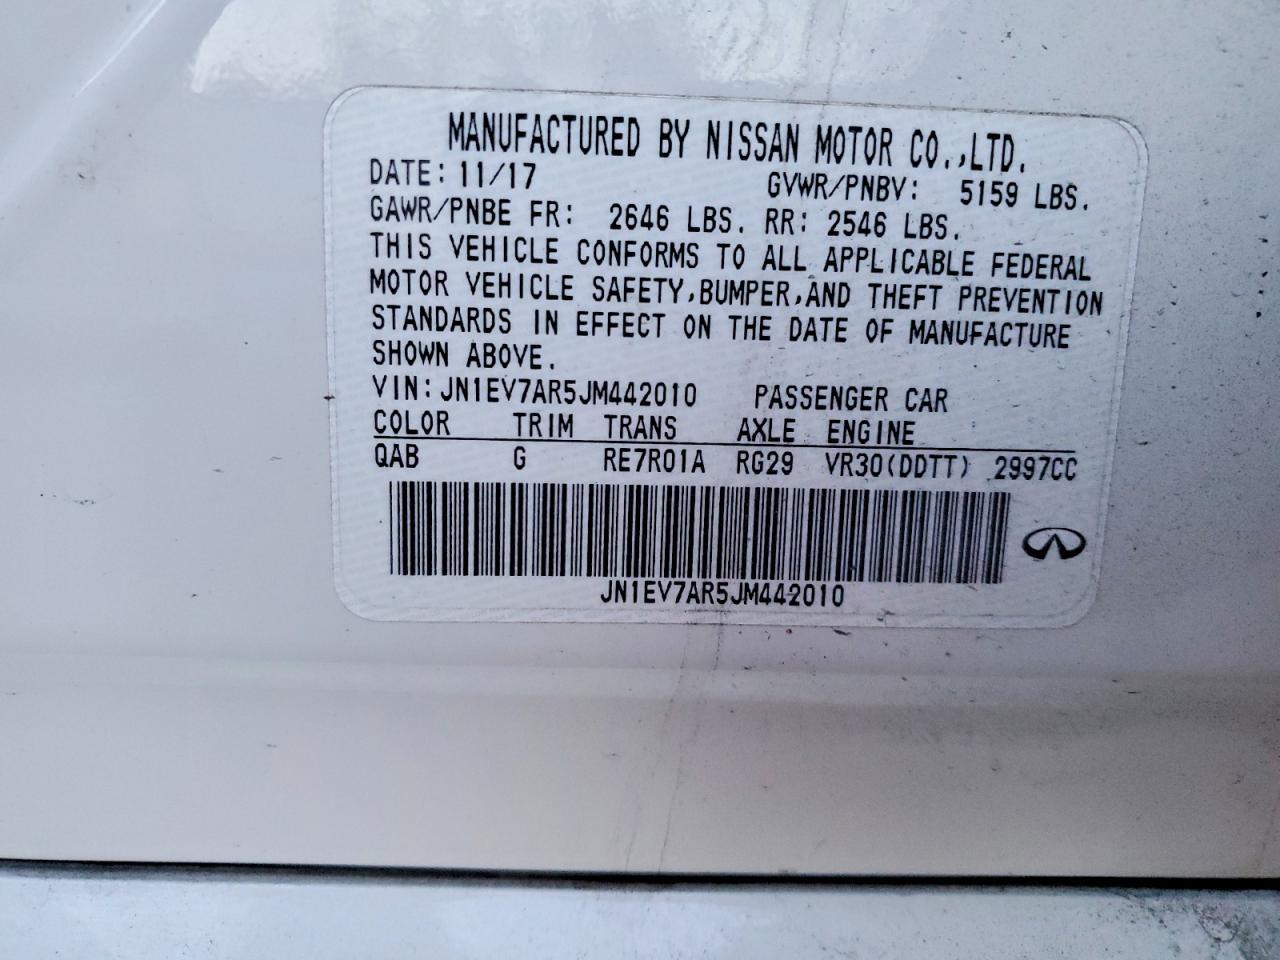 MANUFACTURED BY NISSAN MOTOR CO.,LTD.
DATE: 11/17 GVWR/PNBV: 5159 LBS.
GAWR/PNBE FR: 2646 LBS. RR: 2546 LBS.
THIS VEHICLE CONFORMS TO ALL APPLICABLE FEDERAL
MOTOR VEHICLE SAFETY,BUMPER,AND THEFT PREVENTION
STANDARDS IN EFFECT ON THE DATE OF MANUFACTURE
SHOWN ABOVE.
VIN: JN1EV7AR5JM442010 PASSENGER CAR
COLOR TRIM TRANS AXLE ENGINE
QAB G RE7R01A RG29 VR30(DDTT) 2997CC
JN1EV7AR5JM442010